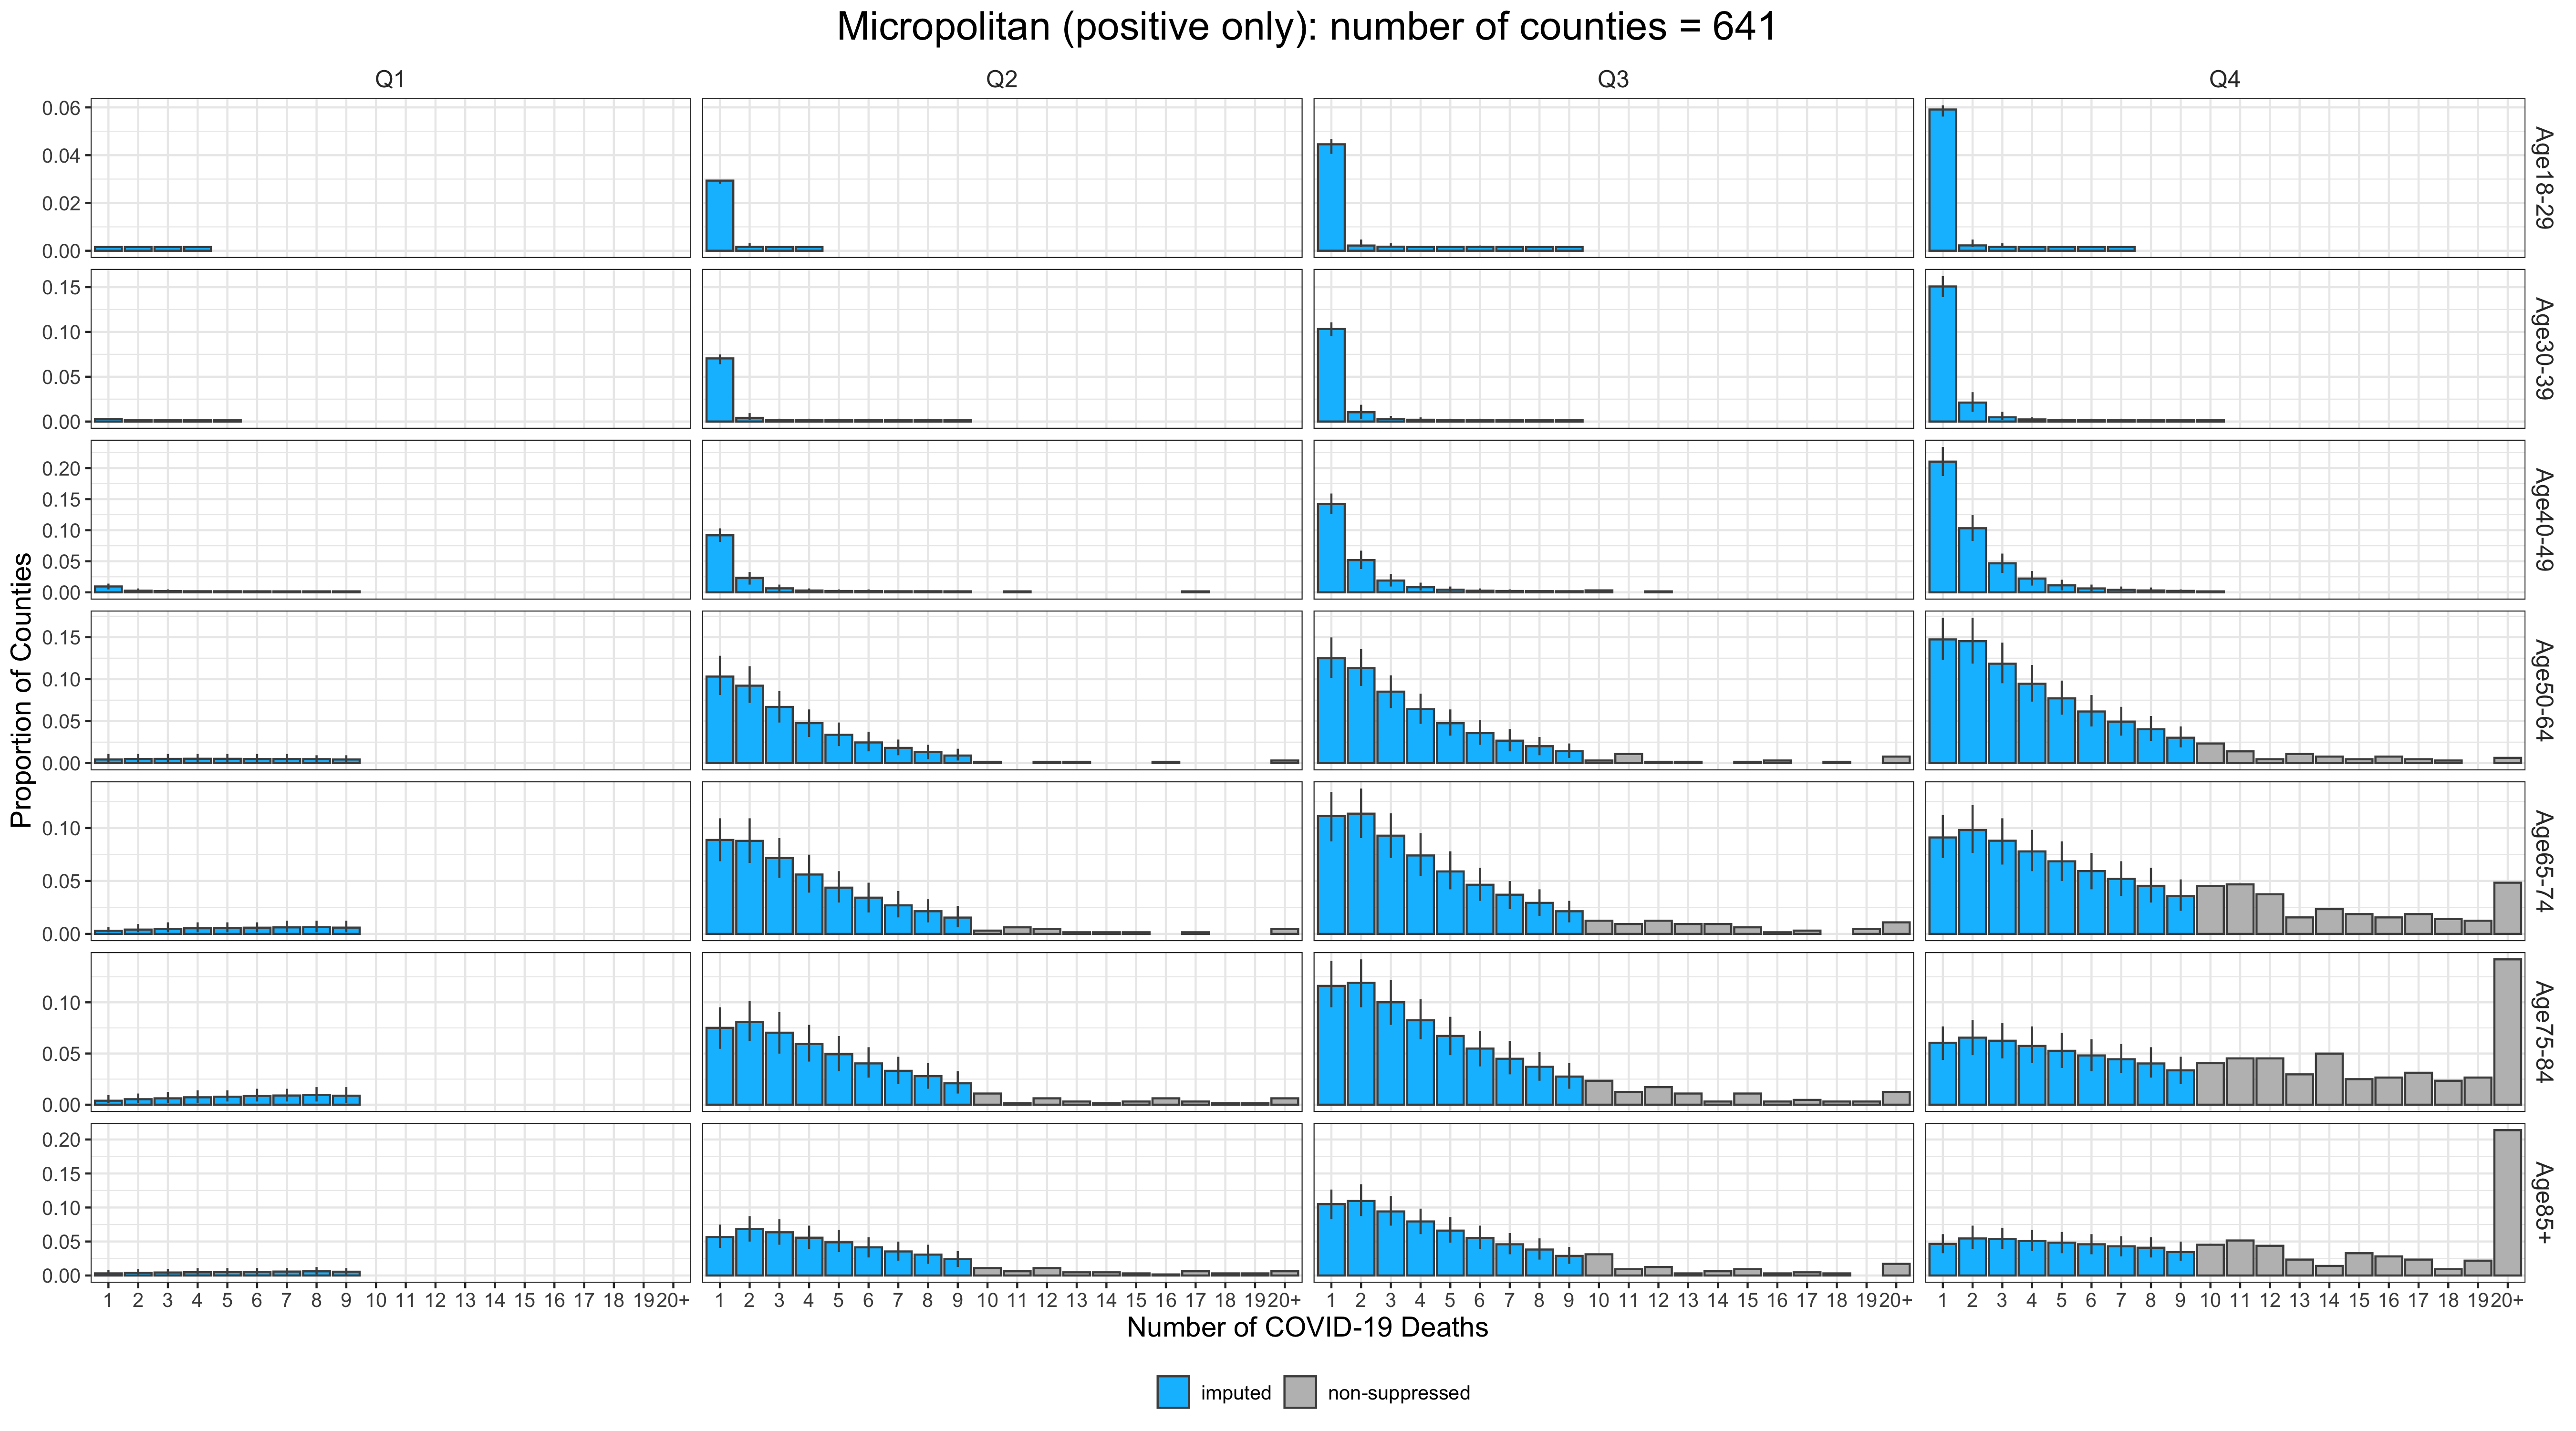 Micropolitan (positive only): number of counties = 641
Q1 Q2 Q3 Q4
0.06
0.04
0.02
0.00
Age18-29
0.15
0.10
0.05
0.00
Age30-39
0.20
0.15
0.10
0.05
0.00
Age40-49
0.15
0.10
0.05
0.00
Age50-64
0.10
0.05
0.00
Age65-74
0.10
0.05
0.00
Age75-84
0.20
0.15
0.10
0.05
0.00
Age85+
Proportion of Counties
1 2 3 4 5 6 7 8 9 10 11 12 13 14 15 16 17 18 19 20+ 1 2 3 4 5 6 7 8 9 10 11 12 13 14 15 16 17 18 19 20+ 1 2 3 4 5 6 7 8 9 10 11 12 13 14 15 16 17 18 19 20+ 1 2 3 4 5 6 7 8 9 10 11 12 13 14 15 16 17 18 19 20+
Number of COVID-19 Deaths
imputed non-suppressed